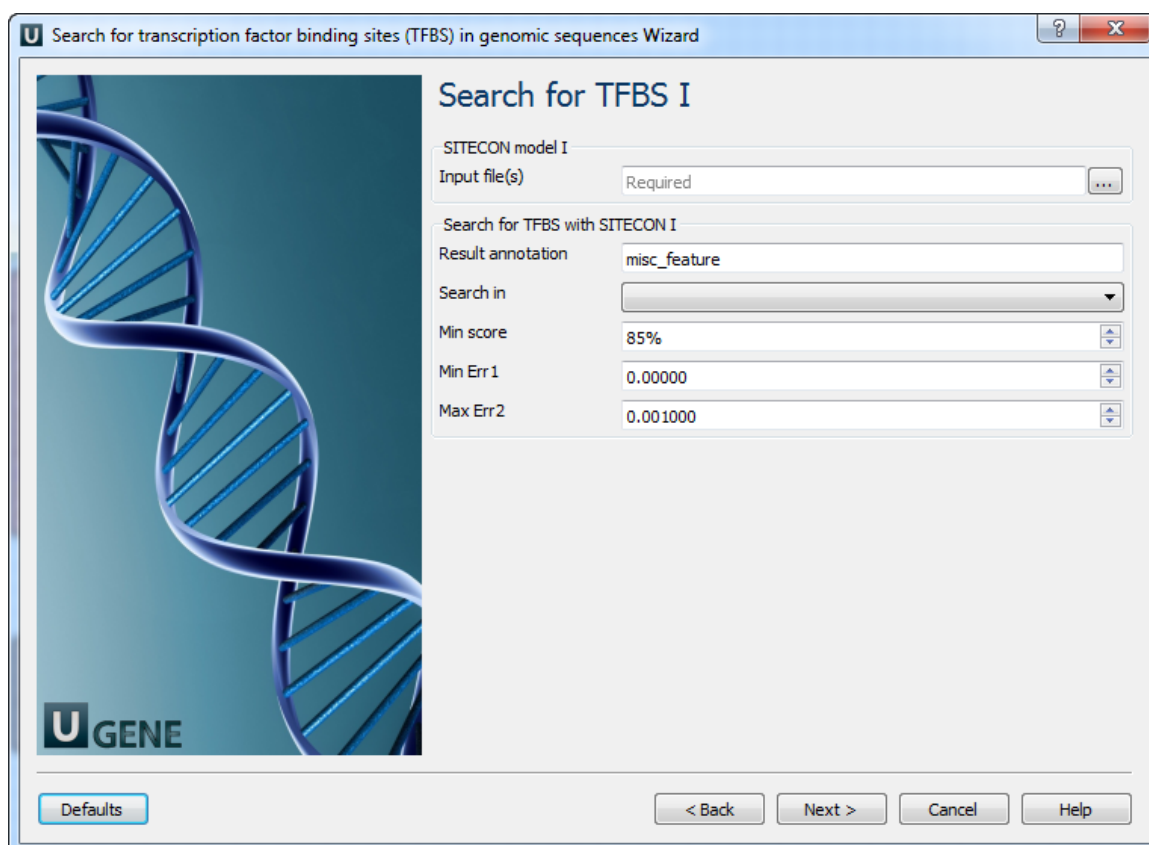 U Search for transcription factor binding sites (TFBS) in genomic sequences Wizard
? X
Search for TFBS I
SITECON model I
Input file(s) Required ...
Search for TFBS with SITECON I
Result annotation misc_feature
Search in
Min score 85%
Min Err1 0.00000
Max Err2 0.001000
U GENE
Defaults < Back Next > Cancel Help